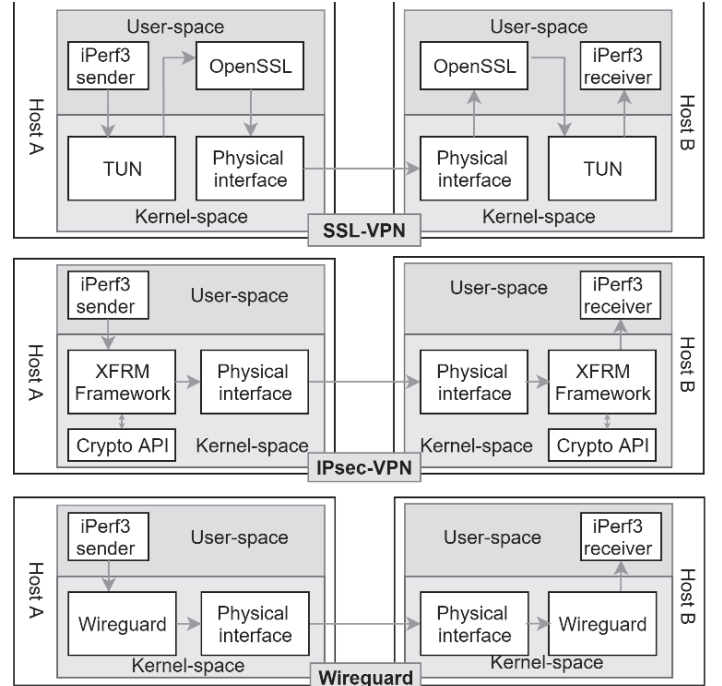 User-space
User-space
iPerf3
sender
OpenSSL
OpenSSL
iPerf3
receiver
Host A
Host B
TUN
Physical
interface
Physical
interface
TUN
Kernel-space
Kernel-space
SSL-VPN
iPerf3
sender
User-space
User-space
iPerf3
receiver
Host A
Host B
XFRM
Framework
Physical
interface
Physical
interface
XFRM
Framework
Crypto API
Kernel-space
Kernel-space
Crypto API
IPsec-VPN
iPerf3
sender
User-space
User-space
iPerf3
receiver
Host A
Host B
Wireguard
Physical
interface
Physical
interface
Wireguard
Kernel-space
Kernel-space
Wireguard